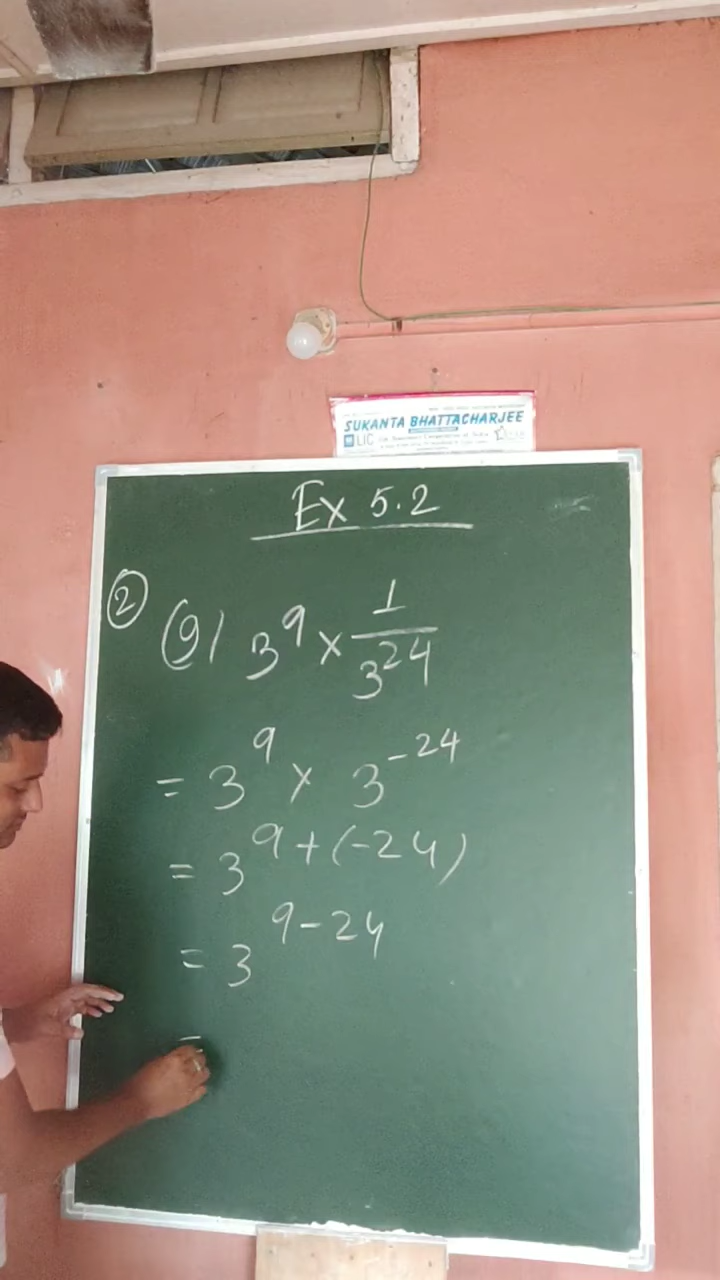 SUKANTA BHATTACHARJEE
LIC
Ex 5.2
② (g) 3⁹ × 1/3²⁴
= 3⁹ × 3⁻²⁴
= 3⁹⁺⁽⁻²⁴⁾
= 3⁹⁻²⁴
=